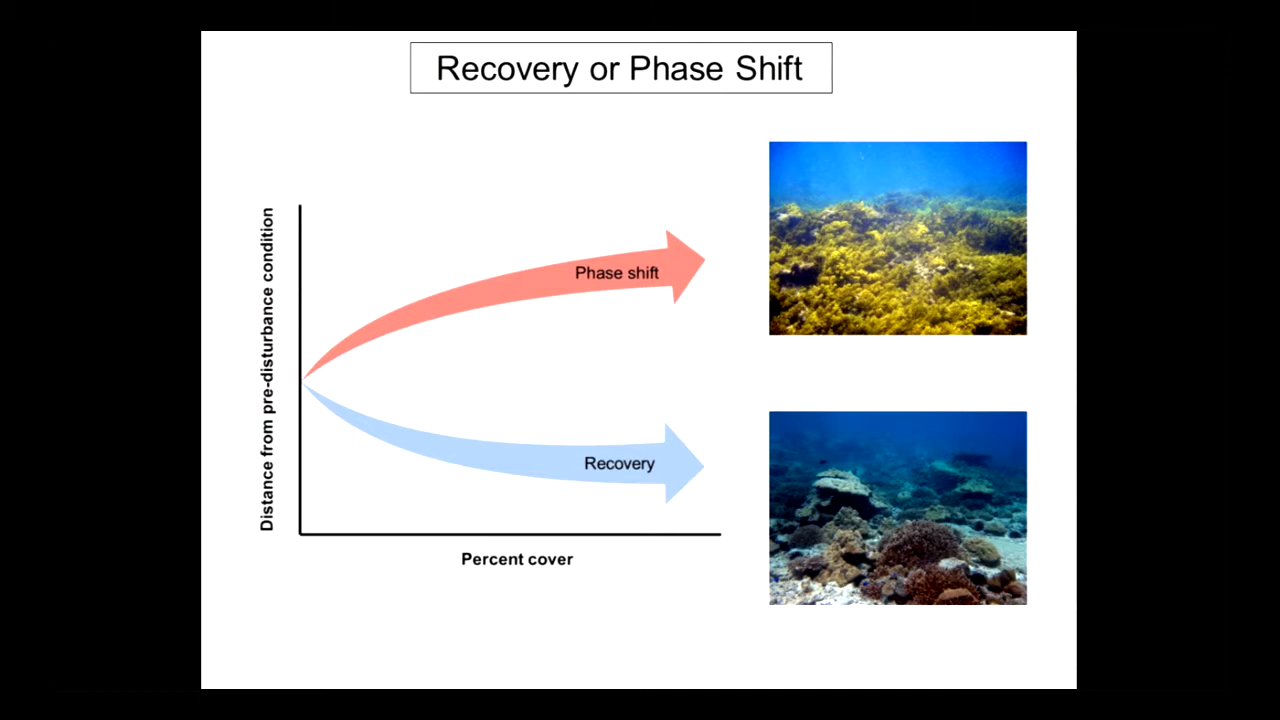 Recovery or Phase Shift
Distance from pre-disturbance condition
Phase shift
Recovery
Percent cover